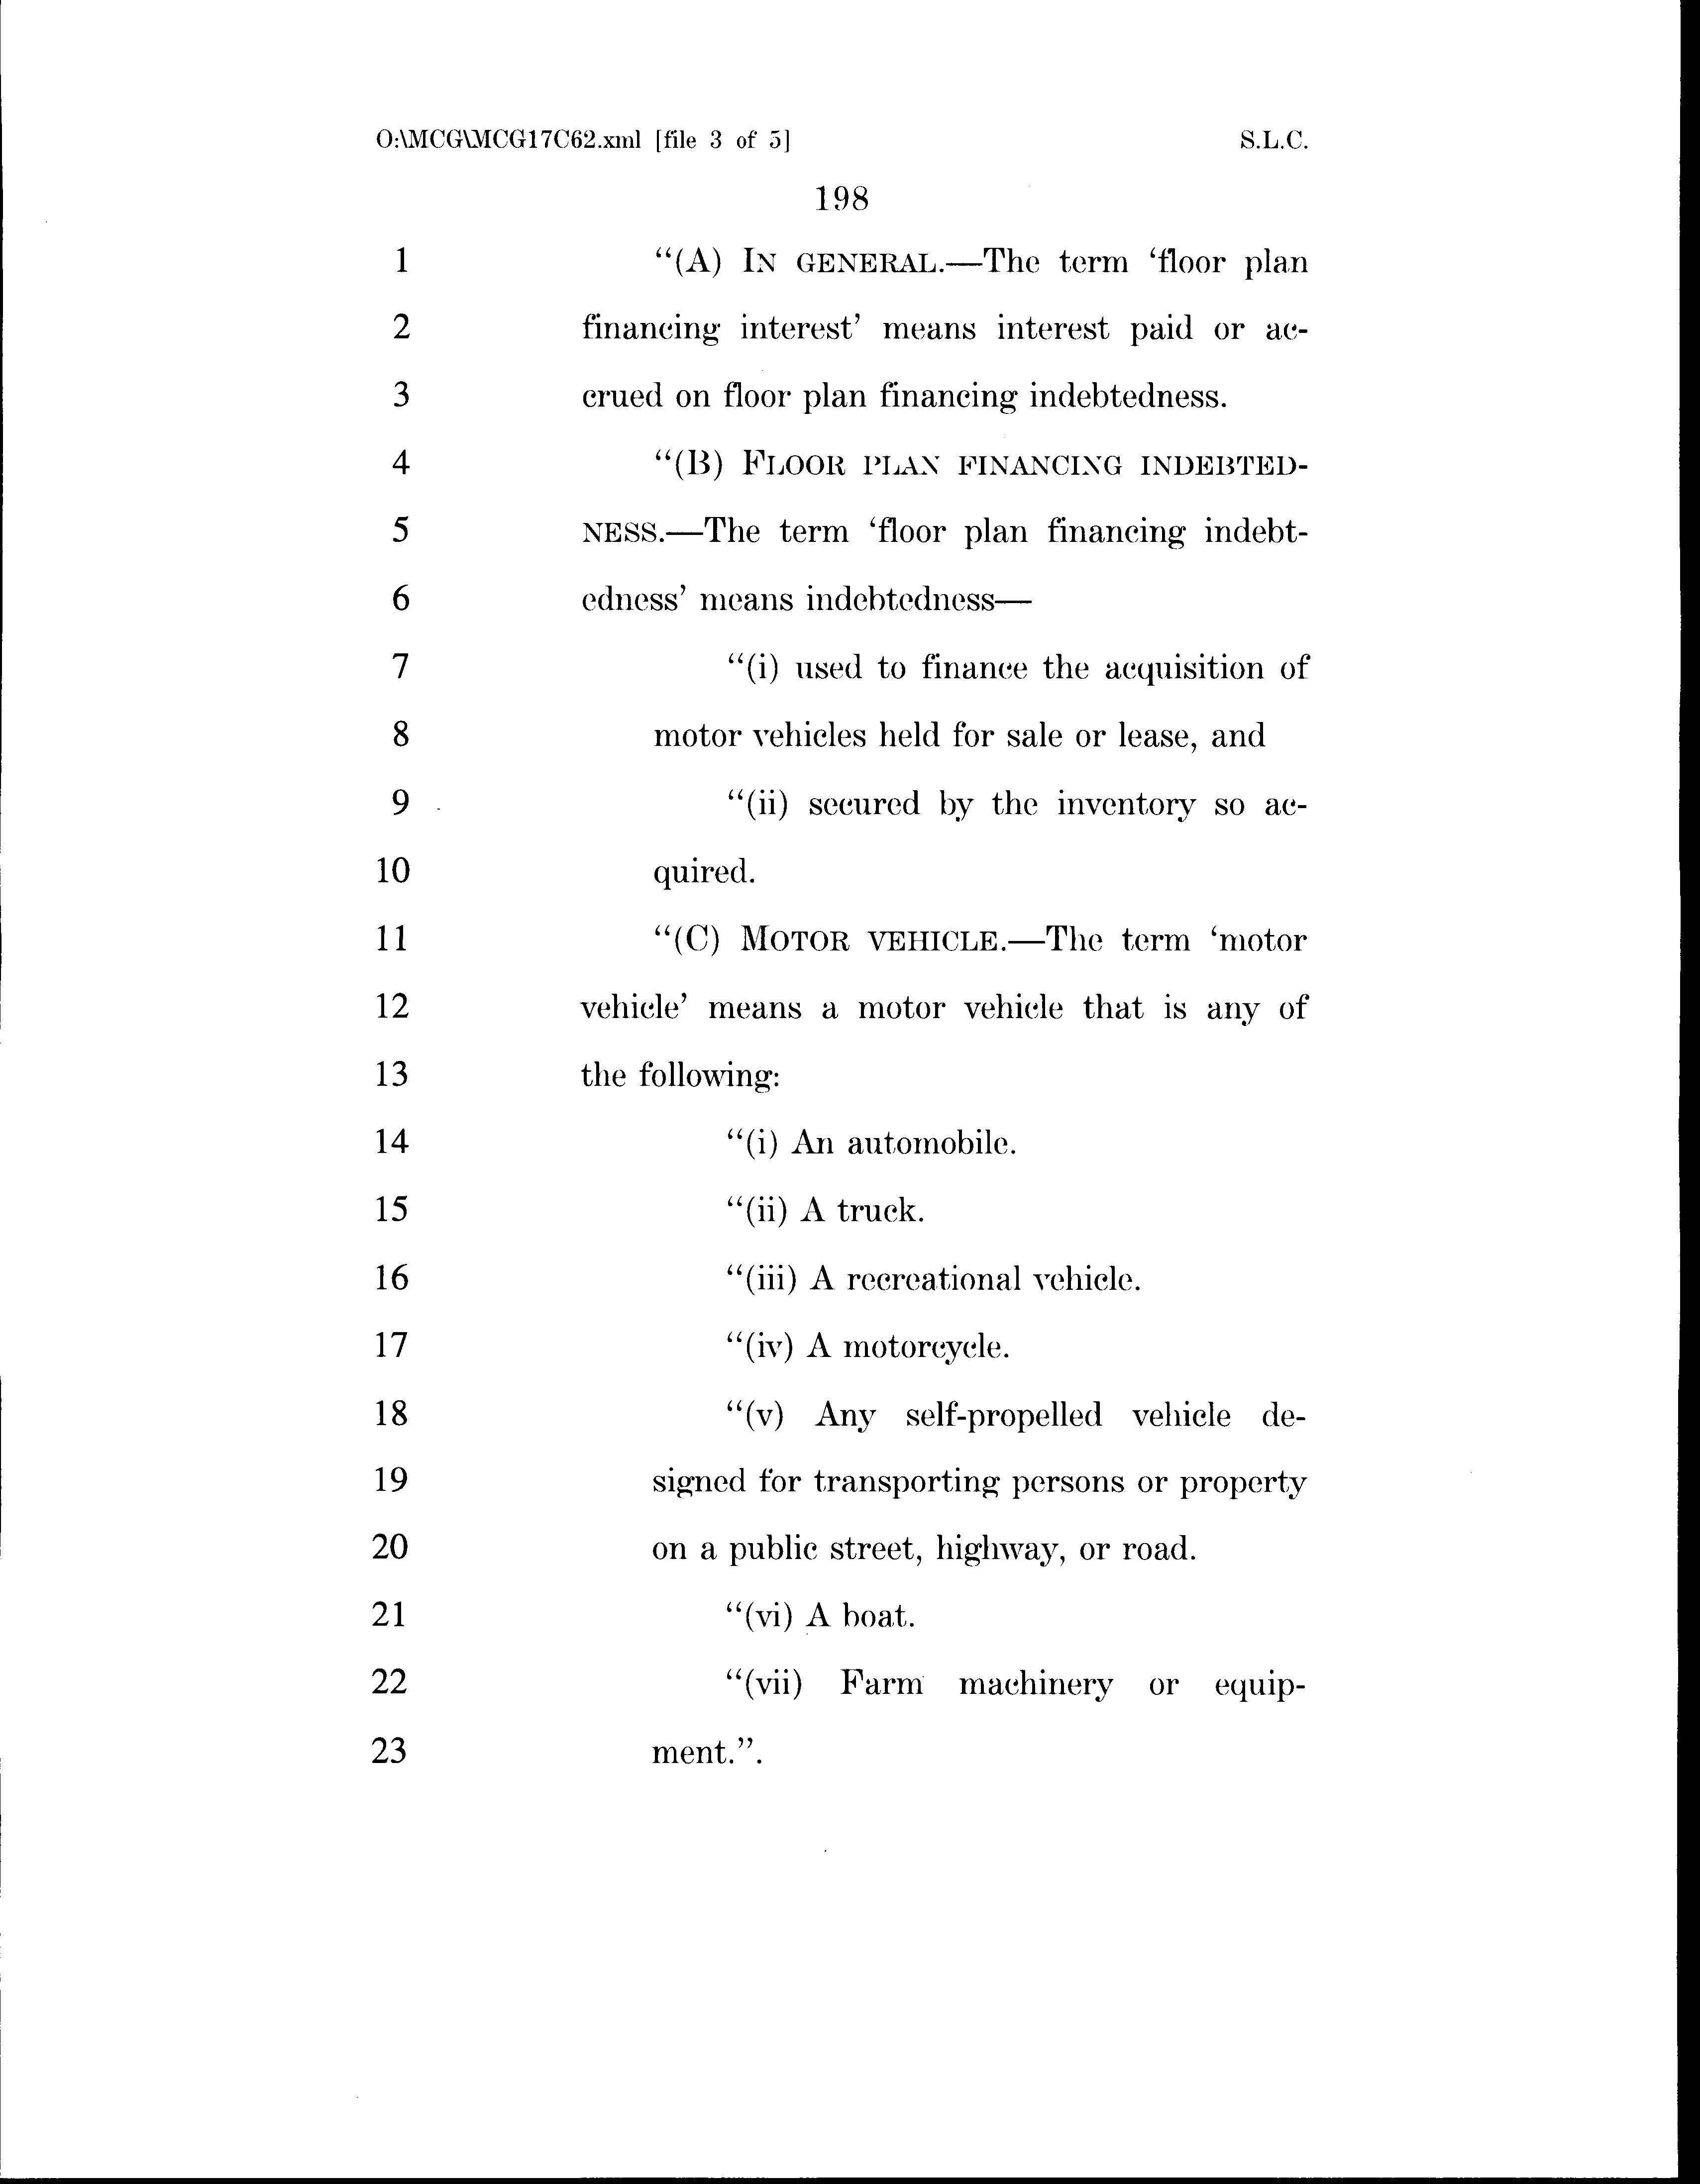 O:\MCG\MCG17C62.xml [file 3 of 5] S.L.C.
198
1 “(A) IN GENERAL.—The term ‘floor plan
2 financing interest’ means interest paid or ac-
3 crued on floor plan financing indebtedness.
4 “(B) FLOOR PLAN FINANCING INDEBTED-
5 NESS.—The term ‘floor plan financing indebt-
6 edness’ means indebtedness—
7 “(i) used to finance the acquisition of
8 motor vehicles held for sale or lease, and
9 “(ii) secured by the inventory so ac-
10 quired.
11 “(C) MOTOR VEHICLE.—The term ‘motor
12 vehicle’ means a motor vehicle that is any of
13 the following:
14 “(i) An automobile.
15 “(ii) A truck.
16 “(iii) A recreational vehicle.
17 “(iv) A motorcycle.
18 “(v) Any self-propelled vehicle de-
19 signed for transporting persons or property
20 on a public street, highway, or road.
21 “(vi) A boat.
22 “(vii) Farm machinery or equip-
23 ment.”.